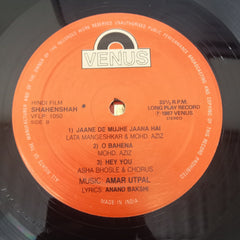 VENUS
HINDI FILM
SHAHENSHAH
VFLP 1050
SIDE B
33⅓ R.P.M.
LONG PLAY RECORD
℗ 1987 VENUS
STEREO
1) JAANE DE MUJHE JAANA HAI
LATA MANGESHKAR & MOHD. AZIZ
2) O BAHENA
MOHD. AZIZ
3) HEY YOU
ASHA BHOSLE & CHORUS
MUSIC: AMAR UTPAL
LYRICS: ANAND BAKSHI
MADE IN INDIA